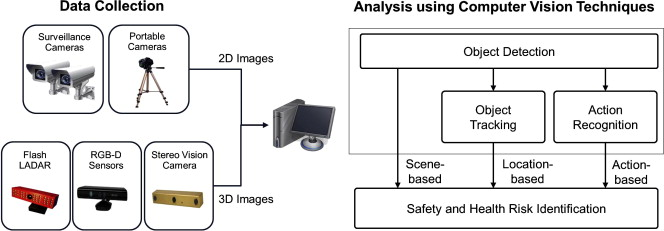 Data Collection
Surveillance
Cameras
Portable
Cameras
2D Images
Flash
LADAR
RGB-D
Sensors
Stereo Vision
Camera
3D Images
Analysis using Computer Vision Techniques
Object Detection
Object
Tracking
Action
Recognition
Scene-
based
Location-
based
Action-
based
Safety and Health Risk Identification